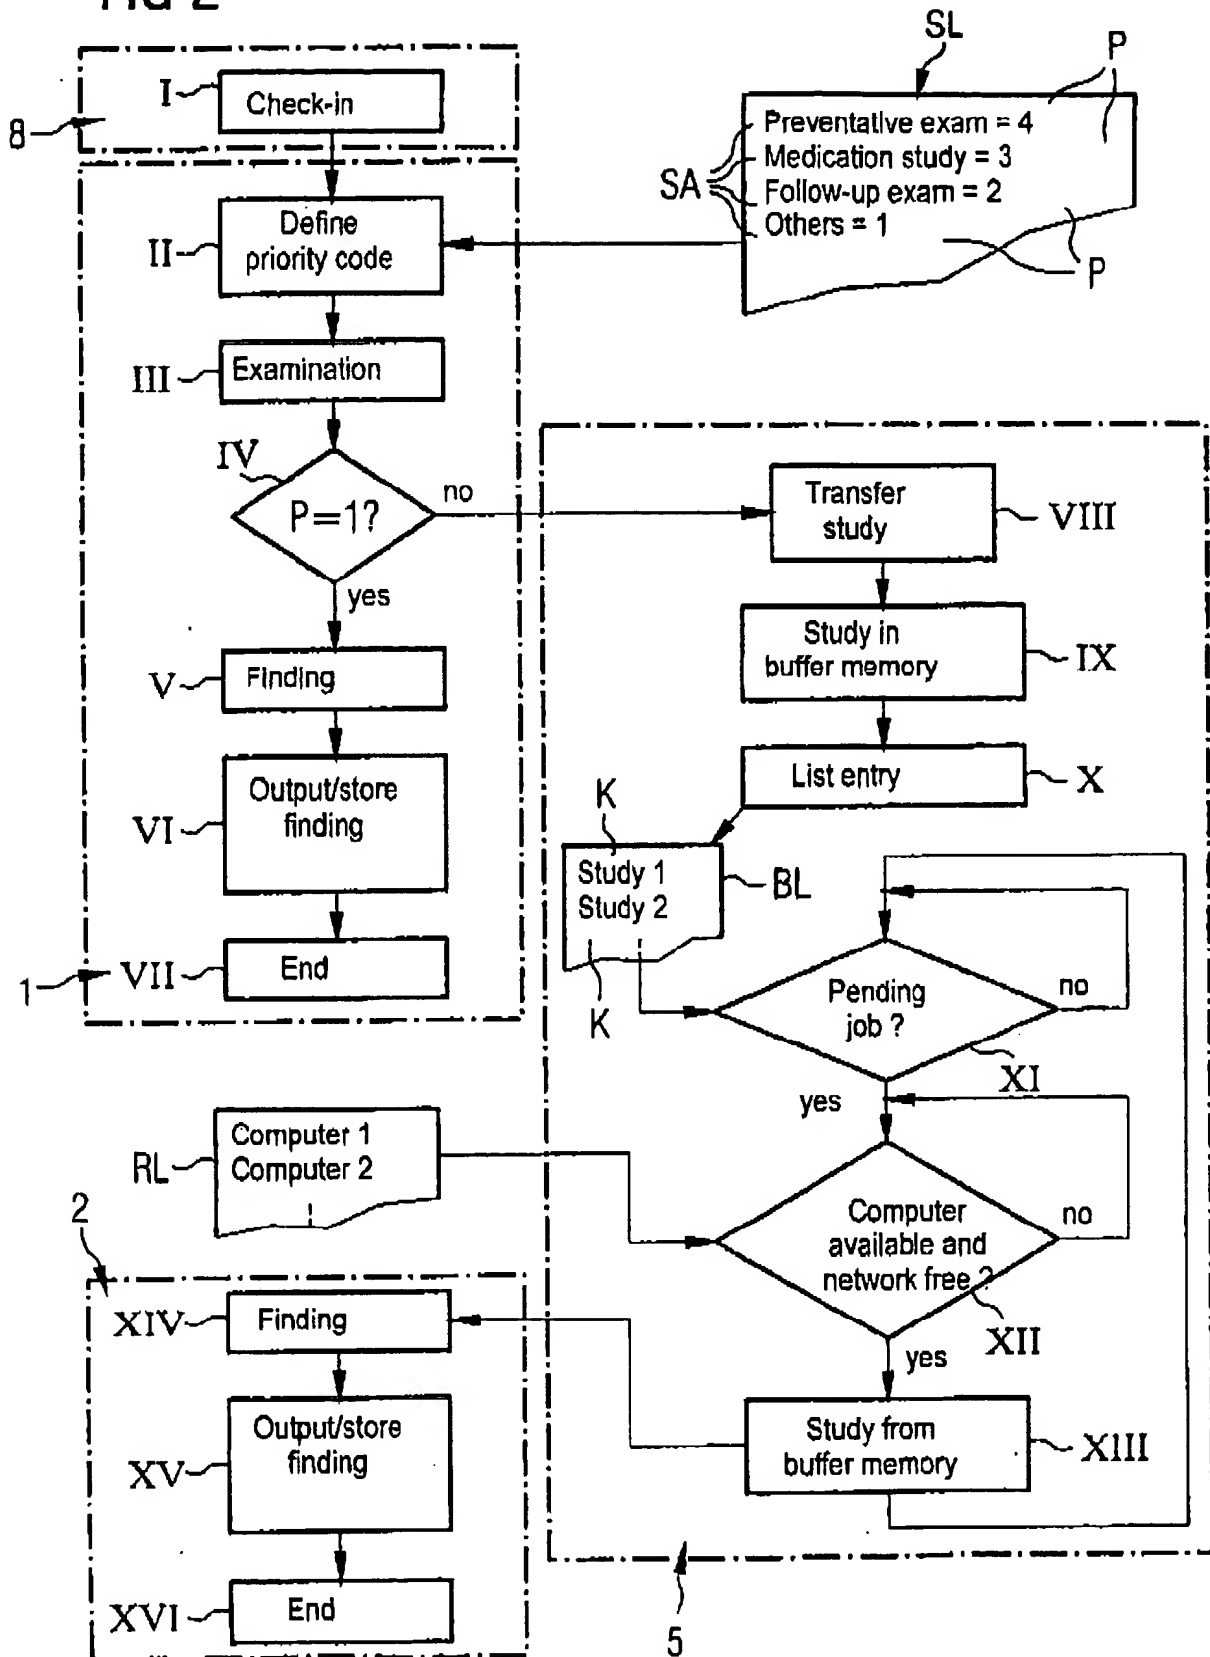 FIG 2
8
I
Check-in
SL
P
SA
Preventative exam = 4
Medication study = 3
Follow-up exam = 2
Others = 1
P
II
Define
priority code
III
Examination
IV
P=1?
no
yes
V
Finding
VI
Output/store
finding
1
VII
End
Transfer
study
VIII
Study in
buffer memory
IX
List entry
X
K
Study 1
Study 2
BL
K
Pending
job ?
no
XI
yes
RL
Computer 1
Computer 2
Computer
available and
network free ?
no
XII
yes
Study from
buffer memory
XIII
2
XIV
Finding
XV
Output/store
finding
XVI
End
5